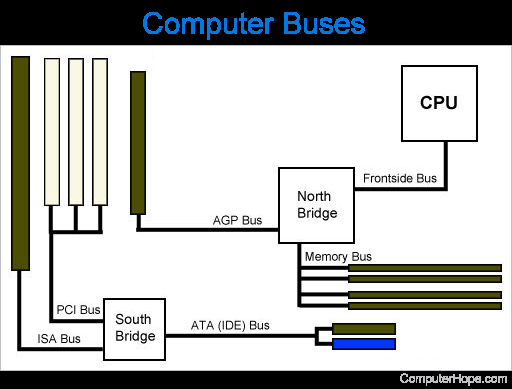 Computer Buses
CPU
Frontside Bus
North
Bridge
AGP Bus
Memory Bus
PCI Bus
South
Bridge
ATA (IDE) Bus
ISA Bus
ComputerHope.com